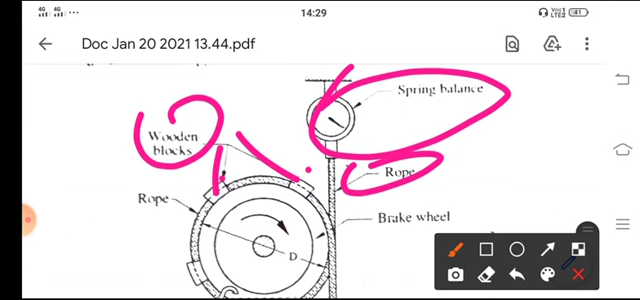 4G 4G ... 14:29 Vo) 1 LTE2 41
Doc Jan 20 2021 13.44.pdf
Spring balance
Wooden
blocks
Rope
Rope
Brake wheel
D